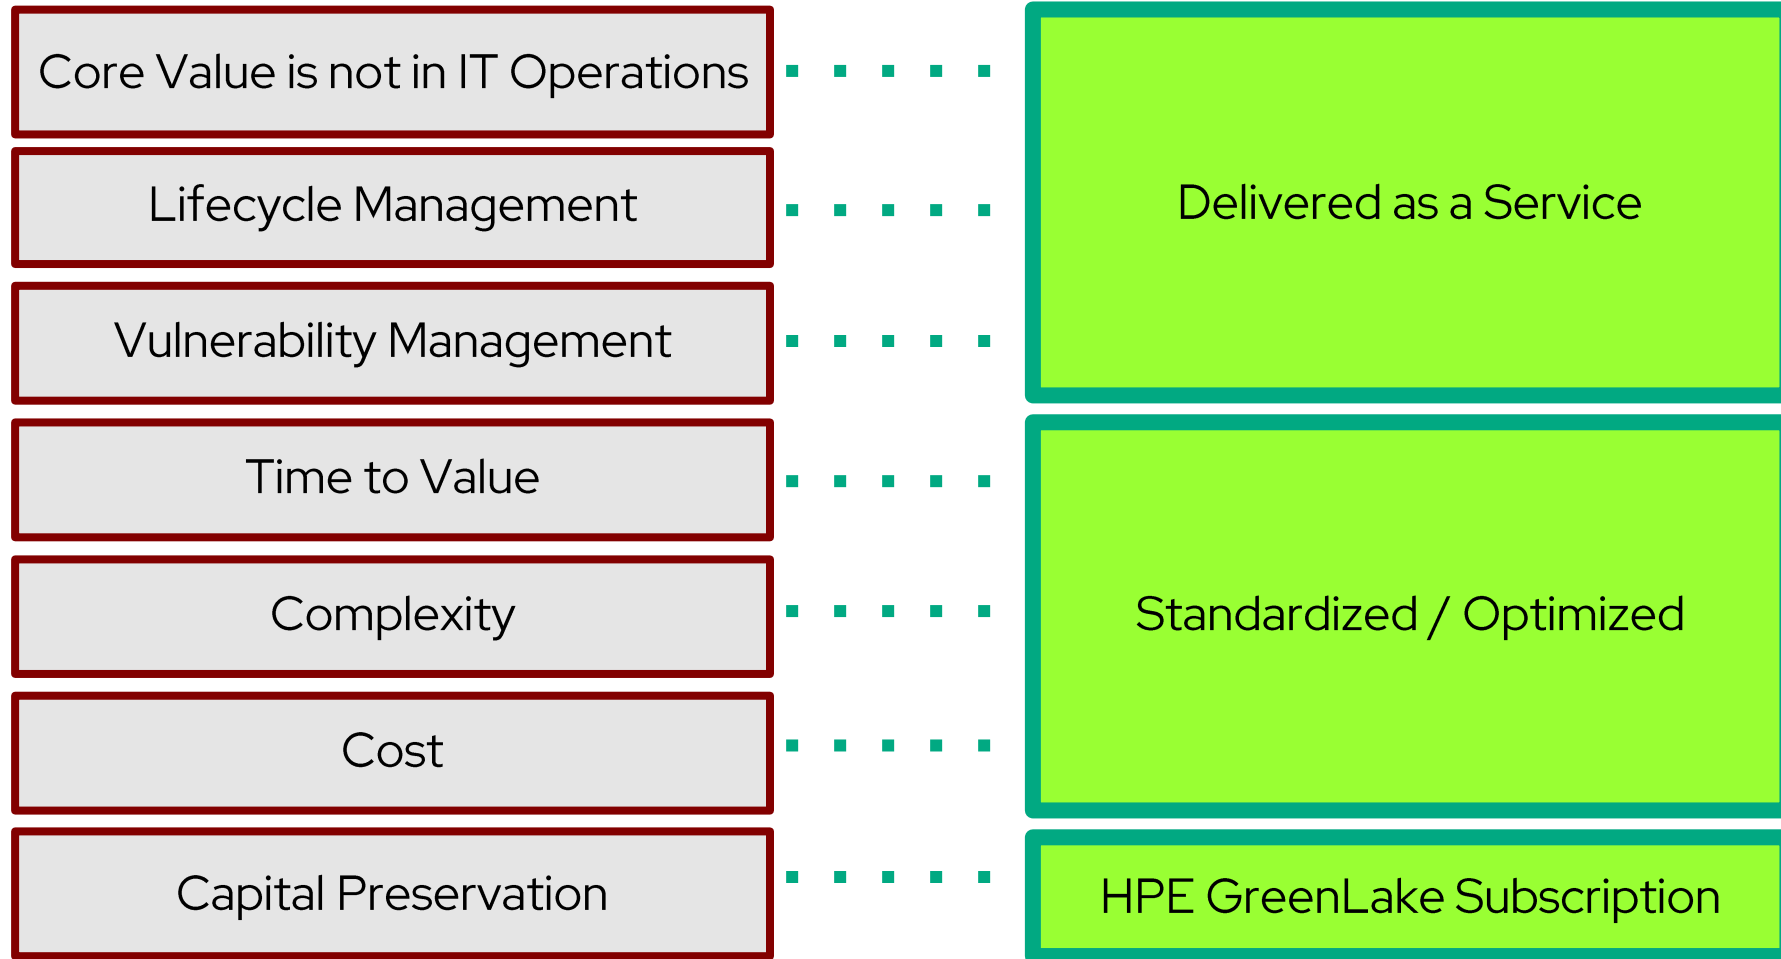 Core Value is not in IT Operations
Lifecycle Management
Vulnerability Management
Delivered as a Service
Time to Value
Complexity
Cost
Standardized / Optimized
Capital Preservation
HPE GreenLake Subscription